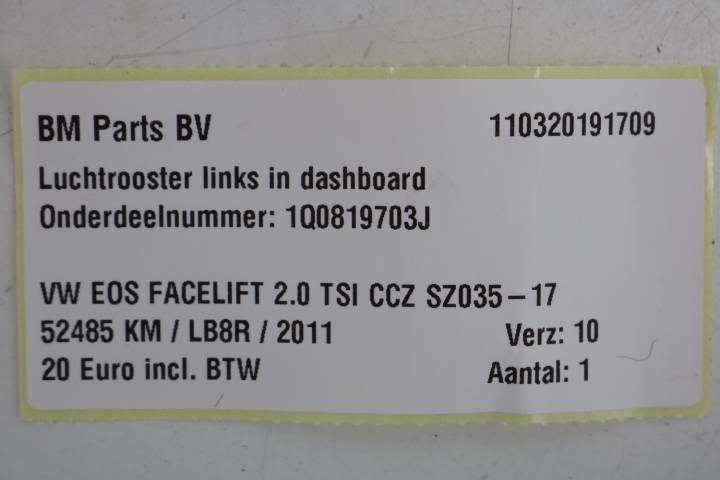 BM Parts BV 110320191709
Luchtrooster links in dashboard
Onderdeelnummer: 1Q0819703J
VW EOS FACELIFT 2.0 TSI CCZ SZ035-17
52485 KM / LB8R / 2011 Verz: 10
20 Euro incl. BTW Aantal: 1